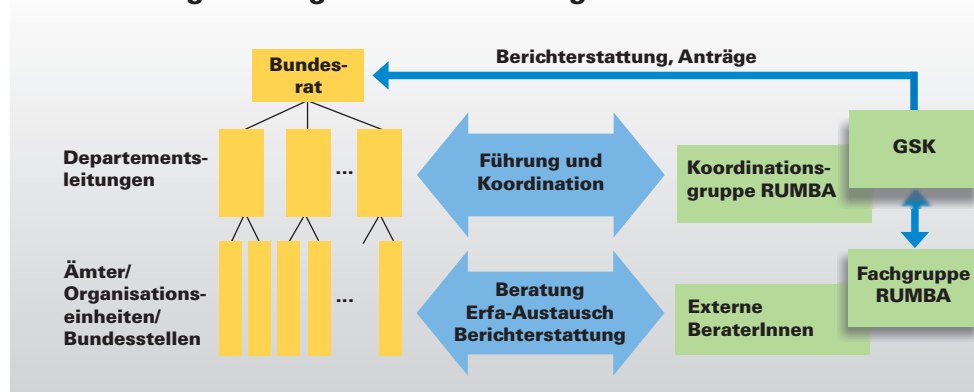 Bundes-
rat
Berichterstattung, Anträge
Departements-
leitungen
...
Führung und
Koordination
Koordinations-
gruppe RUMBA
GSK
Ämter/
Organisations-
einheiten/
Bundesstellen
...
Beratung
Erfa-Austausch
Berichterstattung
Externe
BeraterInnen
Fachgruppe
RUMBA